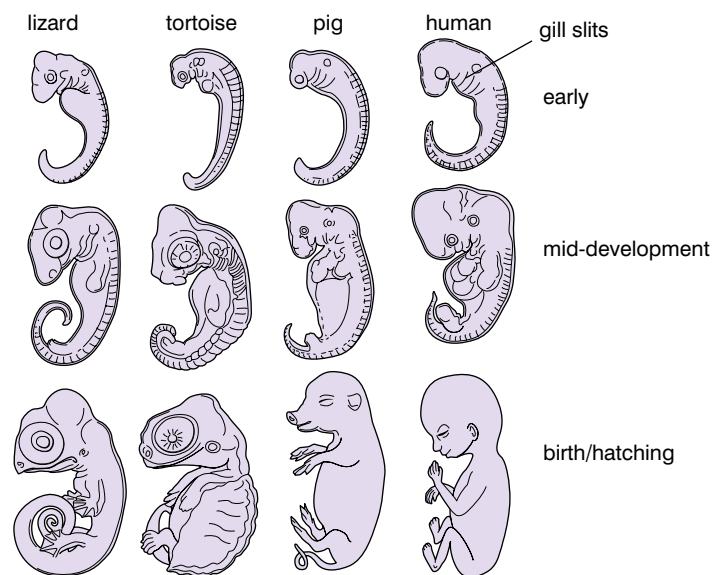 lizard
tortoise
pig
human
gill slits
early
mid-development
birth/hatching